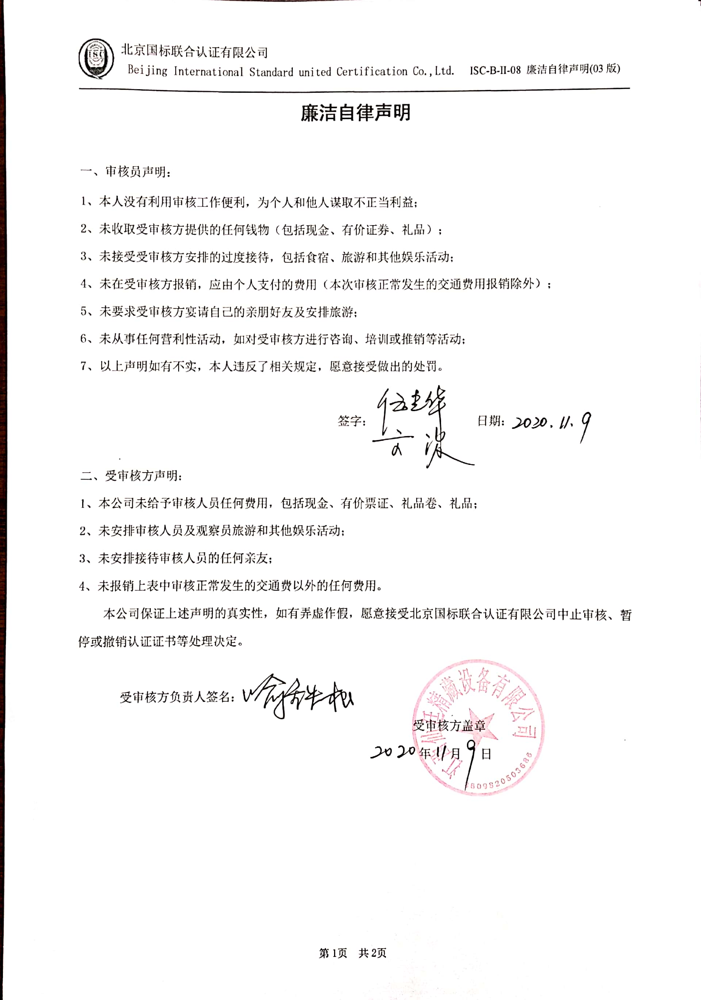 ISC
北京国标联合认证有限公司
Beijing International Standard united Certification Co.,Ltd. ISC-B-II-08 廉洁自律声明(03 版)
廉洁自律声明
一、审核员声明：
1、本人没有利用审核工作便利，为个人和他人谋取不正当利益；
2、未收取受审核方提供的任何钱物（包括现金、有价证券、礼品）；
3、未接受受审核方安排的过度接待，包括食宿、旅游和其他娱乐活动；
4、未在受审核方报销，应由个人支付的费用（本次审核正常发生的交通费用报销除外）；
5、未要求受审核方宴请自己的亲朋好友及安排旅游；
6、未从事任何营利性活动，如对受审核方进行咨询、培训或推销等活动；
7、以上声明如有不实，本人违反了相关规定，愿意接受做出的处罚。
签字： 日期：2020.11.9
二、受审核方声明：
1、本公司未给予审核人员任何费用，包括现金、有价票证、礼品卷、礼品；
2、未安排审核人员及观察员旅游和其他娱乐活动；
3、未安排接待审核人员的任何亲友；
4、未报销上表中审核正常发生的交通费以外的任何费用。
本公司保证上述声明的真实性，如有弄虚作假，愿意接受北京国标联合认证有限公司中止审核、暂
停或撤销认证证书等处理决定。
受审核方负责人签名：
精藏设备有限公司
受审核方盖章
2020年11月9日
第1页 共2页